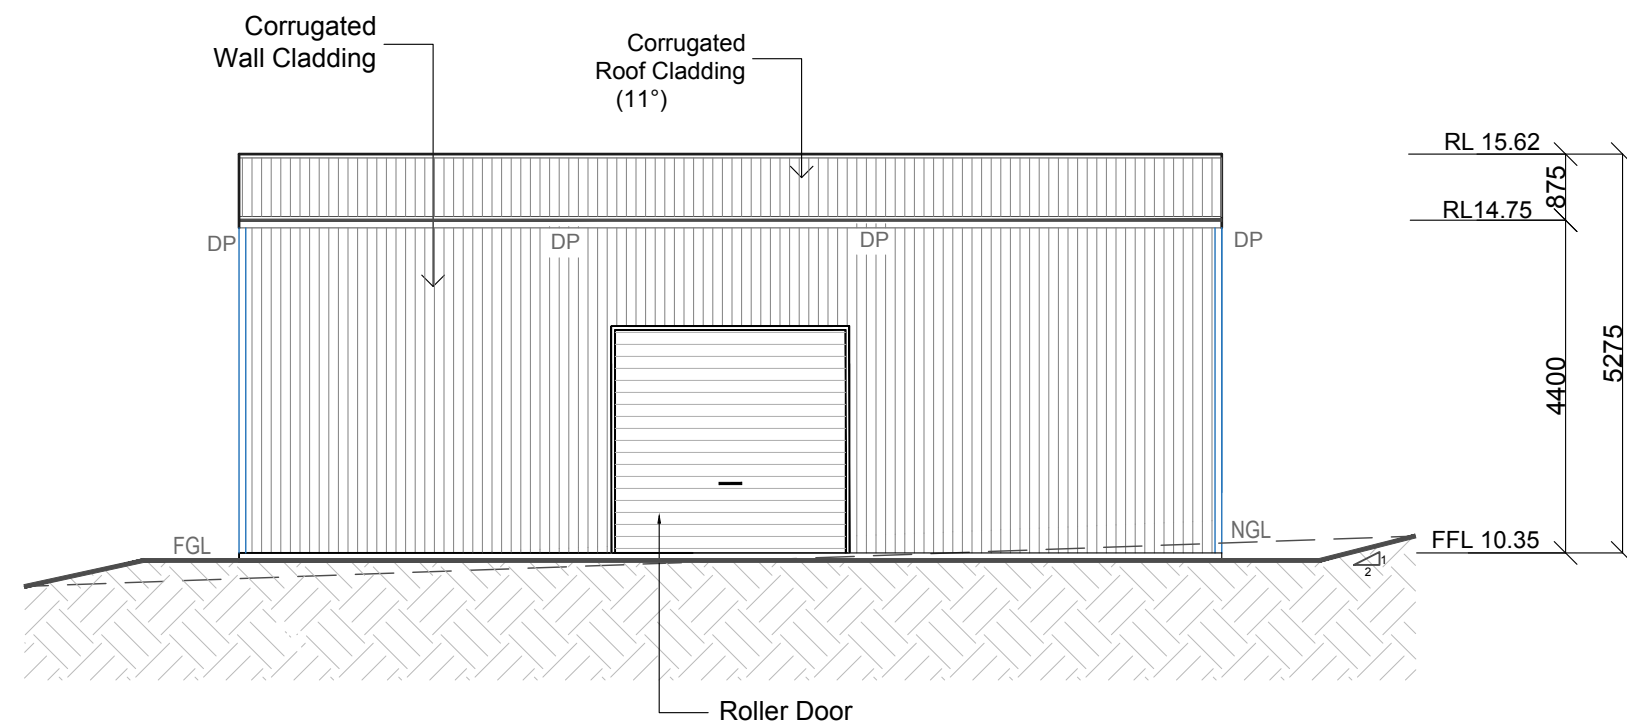 Corrugated
Wall Cladding
Corrugated
Roof Cladding
(11°)
RL 15.62
875
RL14.75
DP
DP
DP
DP
4400
5275
FGL
NGL
FFL 10.35
1
2
Roller Door